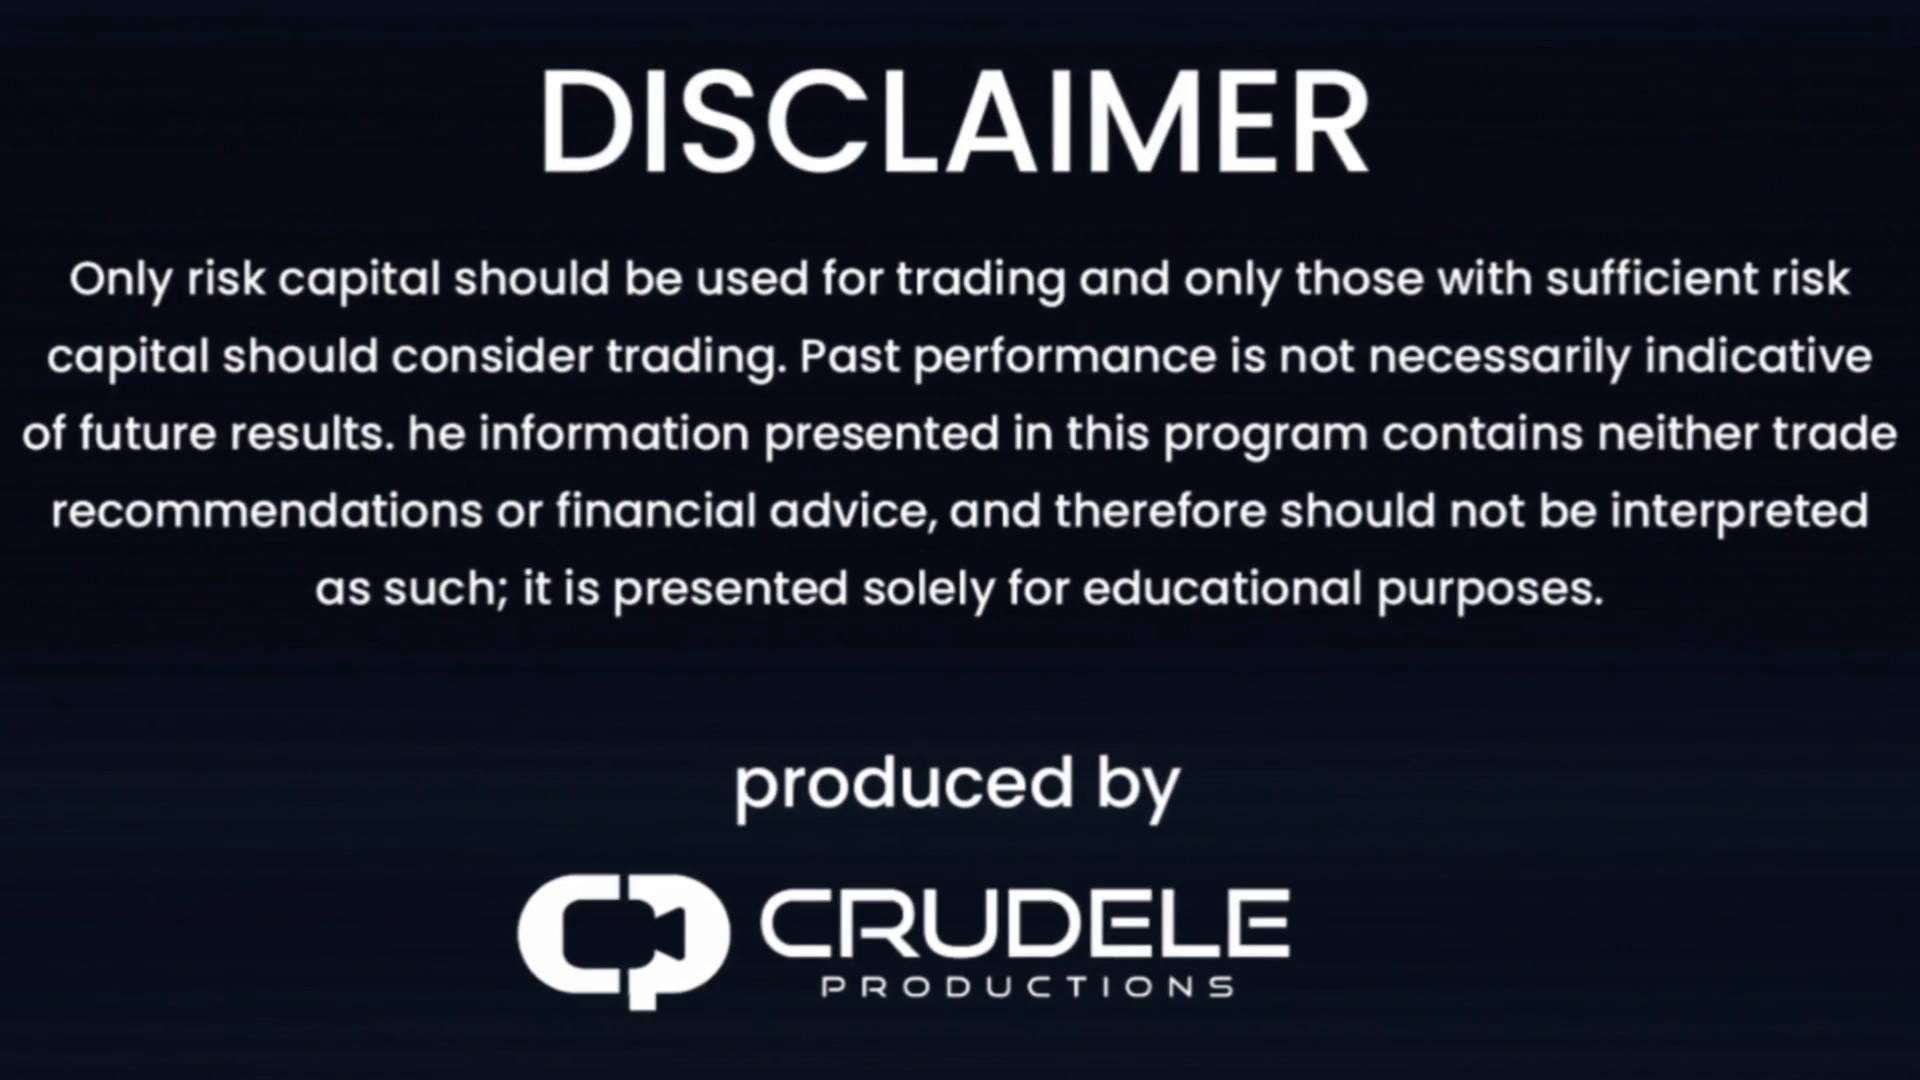 DISCLAIMER
Only risk capital should be used for trading and only those with sufficient risk
capital should consider trading. Past performance is not necessarily indicative
of future results. he information presented in this program contains neither trade
recommendations or financial advice, and therefore should not be interpreted
as such; it is presented solely for educational purposes.
produced by
CP CRUDELE
PRODUCTIONS